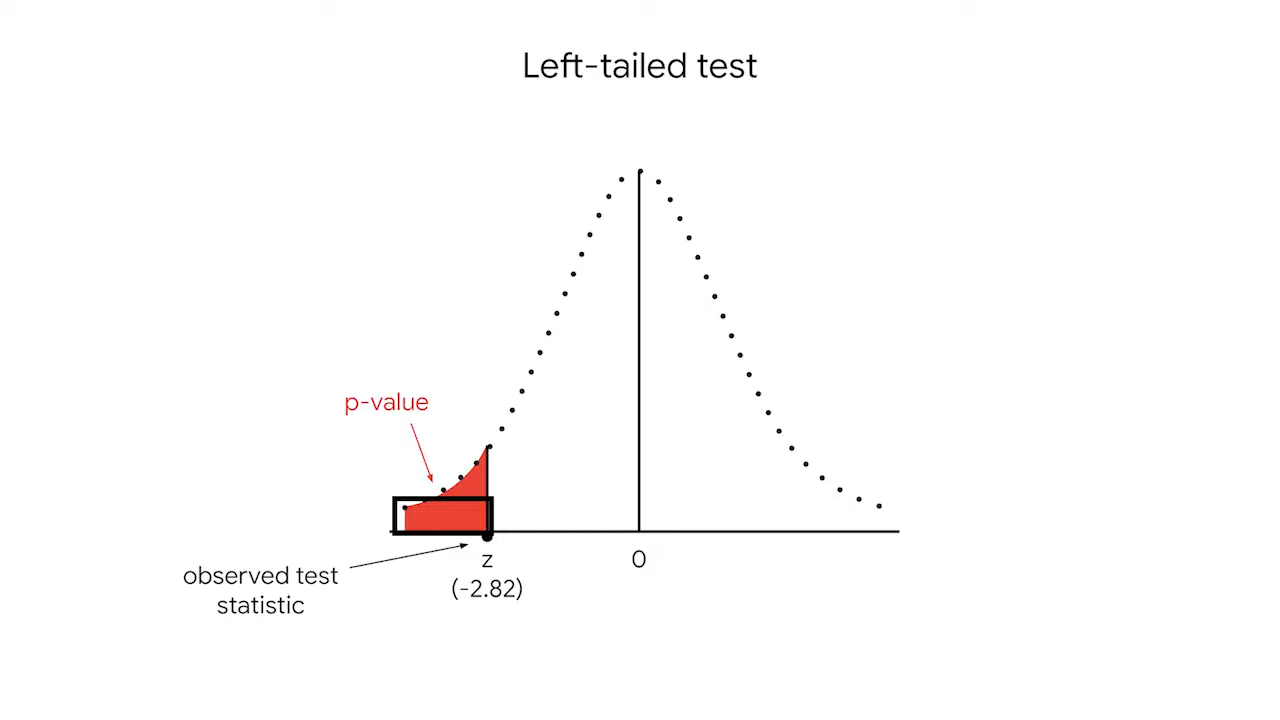 Left-tailed test
p-value
observed test
statistic
z
(-2.82)
0